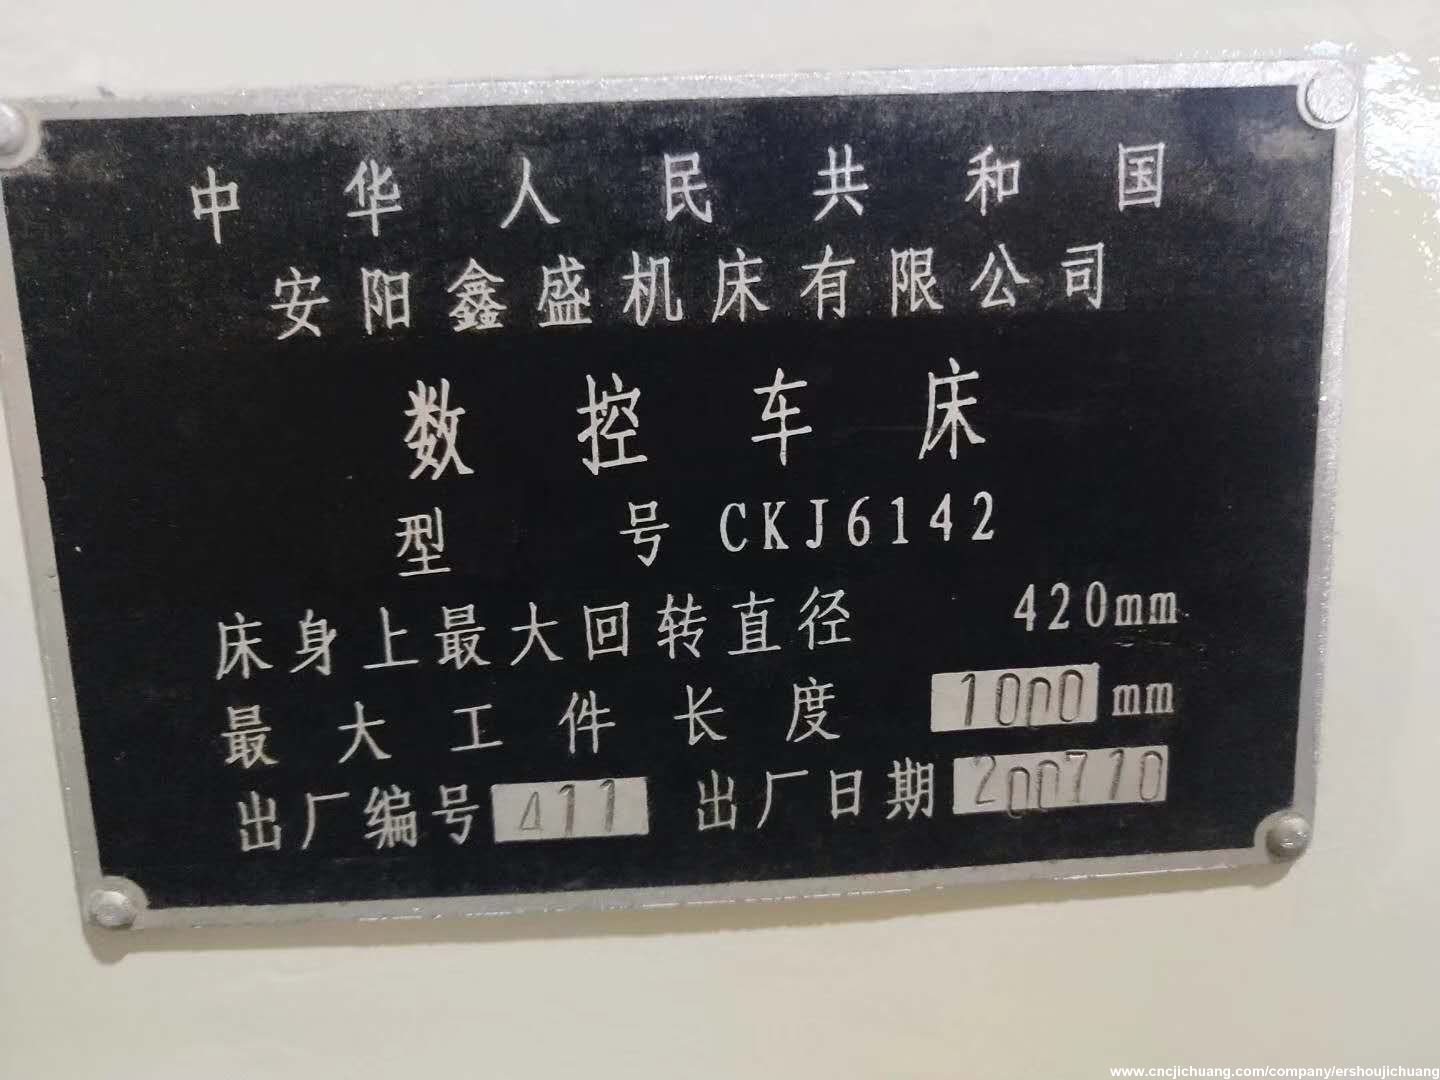 中华人民共和国
安阳鑫盛机床有限公司
数控车床
型号 CKJ6142
床身上最大回转直径 420mm
最大工件长度 1000 mm
出厂编号 411 出厂日期 200710
www.cncjichuang.com/company/ershoujichuang